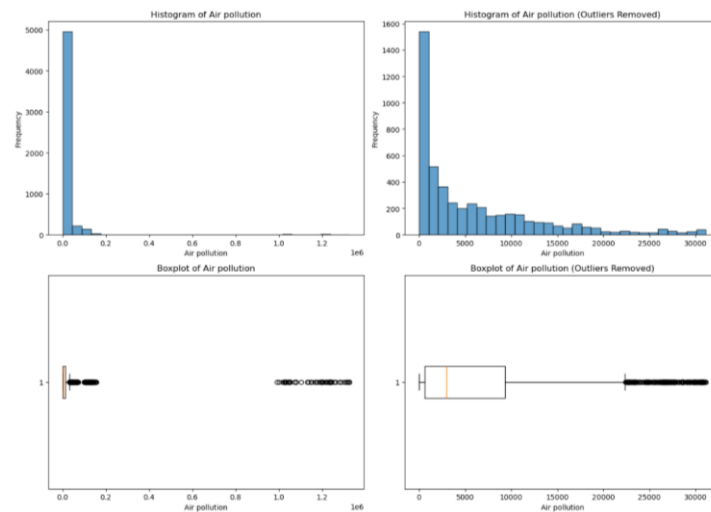 Histogram of Air pollution
Frequency
5000
4000
3000
2000
1000
0
0.0 0.2 0.4 0.6 0.8 1.0 1.2
1e6
Air pollution
Histogram of Air pollution (Outliers Removed)
Frequency
1600
1400
1200
1000
800
600
400
200
0
0 5000 10000 15000 20000 25000 30000
Air pollution
Boxplot of Air pollution
1
0.0 0.2 0.4 0.6 0.8 1.0 1.2
1e6
Air pollution
Boxplot of Air pollution (Outliers Removed)
1
0 5000 10000 15000 20000 25000 30000
Air pollution